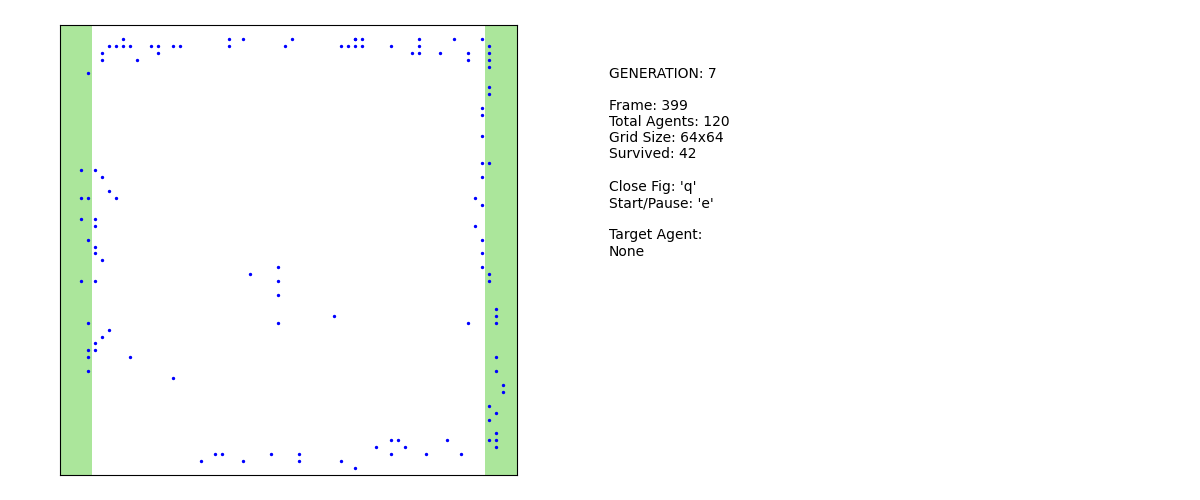 GENERATION: 7
Frame: 399
Total Agents: 120
Grid Size: 64x64
Survived: 42
Close Fig: 'q'
Start/Pause: 'e'
Target Agent:
None